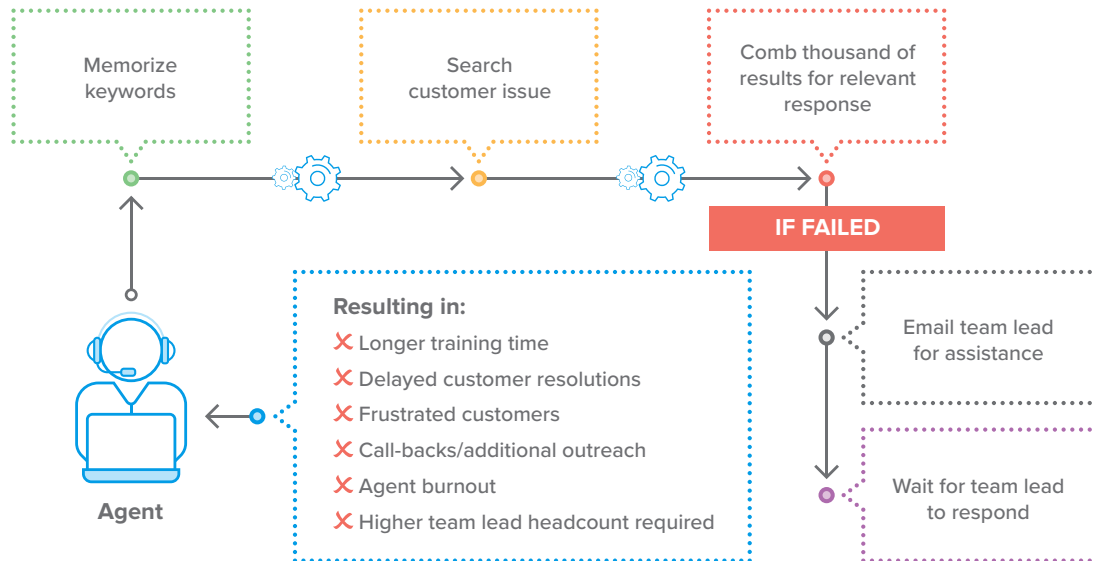 Memorize
keywords
Search
customer issue
Comb thousand of
results for relevant
response
IF FAILED
Email team lead
for assistance
Wait for team lead
to respond
Resulting in:
Longer training time
Delayed customer resolutions
Frustrated customers
Call-backs/additional outreach
Agent burnout
Higher team lead headcount required
Agent